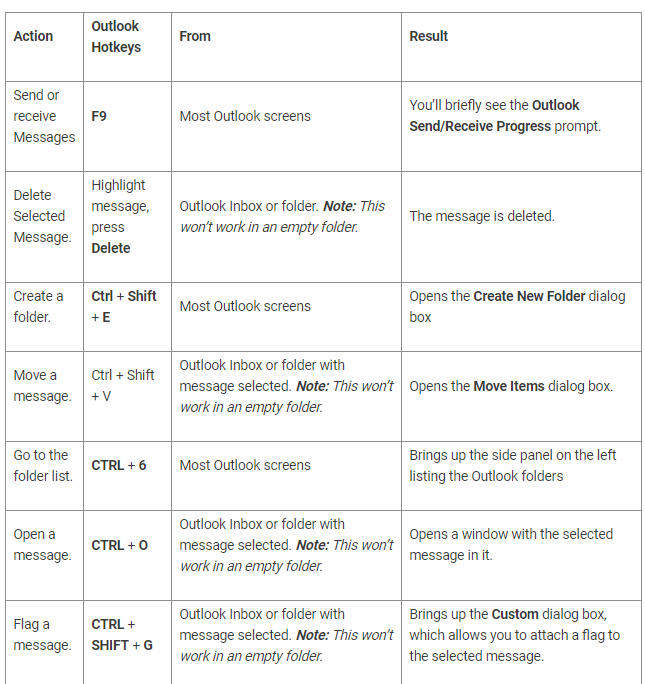 Action
Outlook
Hotkeys
From
Result
Send or
receive
Messages
F9
Most Outlook screens
You’ll briefly see the Outlook
Send/Receive Progress prompt.
Delete
Selected
Message.
Highlight
message,
press
Delete
Outlook Inbox or folder. Note: This
won’t work in an empty folder.
The message is deleted.
Create a
folder.
Ctrl + Shift
+ E
Most Outlook screens
Opens the Create New Folder dialog
box
Move a
message.
Ctrl + Shift
+ V
Outlook Inbox or folder with
message selected. Note: This won’t
work in an empty folder.
Opens the Move Items dialog box.
Go to the
folder list.
CTRL + 6
Most Outlook screens
Brings up the side panel on the left
listing the Outlook folders
Open a
message.
CTRL + O
Outlook Inbox or folder with
message selected. Note: This won’t
work in an empty folder.
Opens a window with the selected
message in it.
Flag a
message.
CTRL +
SHIFT + G
Outlook Inbox or folder with
message selected. Note: This won’t
work in an empty folder.
Brings up the Custom dialog box,
which allows you to attach a flag to
the selected message.